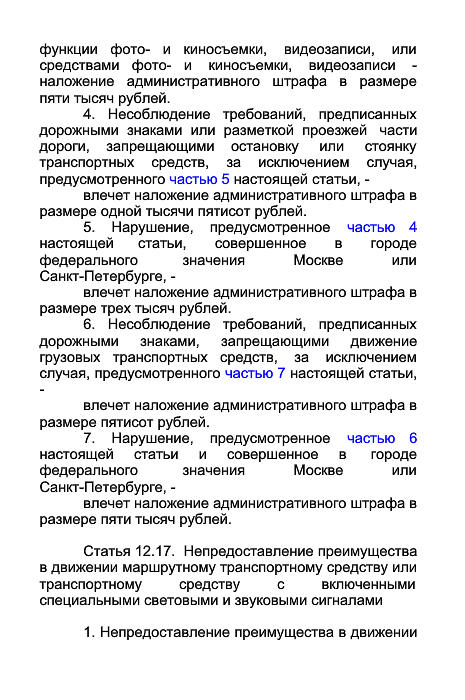 функции фото- и киносъемки, видеозаписи, или
средствами фото- и киносъемки, видеозаписи -
наложение административного штрафа в размере
пяти тысяч рублей.
4. Несоблюдение требований, предписанных
дорожными знаками или разметкой проезжей части
дороги, запрещающими остановку или стоянку
транспортных средств, за исключением случая,
предусмотренного частью 5 настоящей статьи, -
влечет наложение административного штрафа в
размере одной тысячи пятисот рублей.
5. Нарушение, предусмотренное частью 4
настоящей статьи, совершенное в городе
федерального значения Москве или
Санкт-Петербурге, -
влечет наложение административного штрафа в
размере трех тысяч рублей.
6. Несоблюдение требований, предписанных
дорожными знаками, запрещающими движение
грузовых транспортных средств, за исключением
случая, предусмотренного частью 7 настоящей статьи,
-
влечет наложение административного штрафа в
размере пятисот рублей.
7. Нарушение, предусмотренное частью 6
настоящей статьи и совершенное в городе
федерального значения Москве или
Санкт-Петербурге, -
влечет наложение административного штрафа в
размере пяти тысяч рублей.
Статья 12.17. Непредоставление преимущества
в движении маршрутному транспортному средству или
транспортному средству с включенными
специальными световыми и звуковыми сигналами
1. Непредоставление преимущества в движении